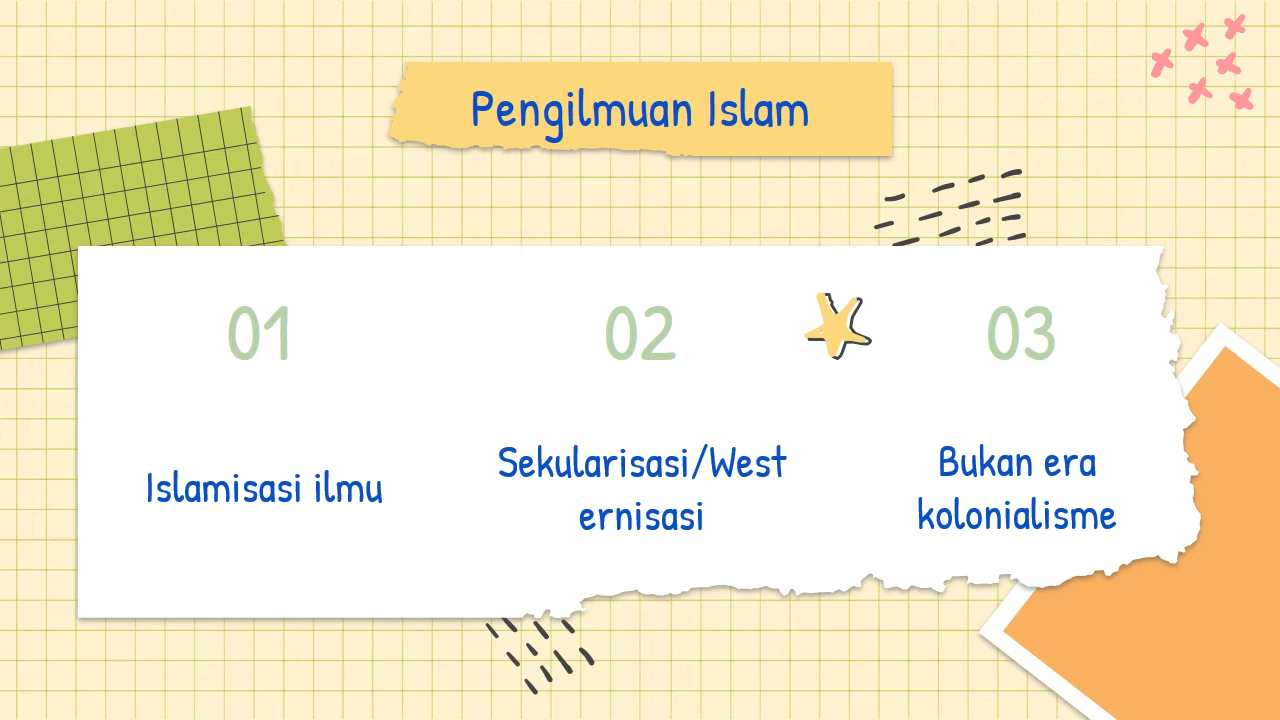 Pengilmuan Islam
01
Islamisasi ilmu
02
Sekularisasi/West
ernisasi
03
Bukan era
kolonialisme